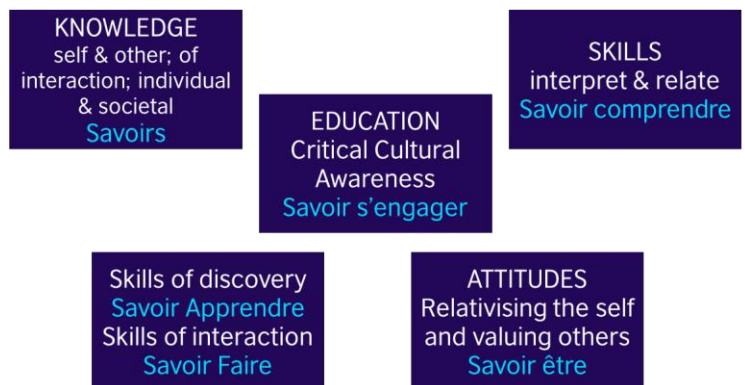 KNOWLEDGE
self & other; of
interaction; individual
& societal
Savoirs
SKILLS
interpret & relate
Savoir comprendre
EDUCATION
Critical Cultural
Awareness
Savoir s’engager
Skills of discovery
Savoir Apprendre
Skills of interaction
Savoir Faire
ATTITUDES
Relativising the self
and valuing others
Savoir être